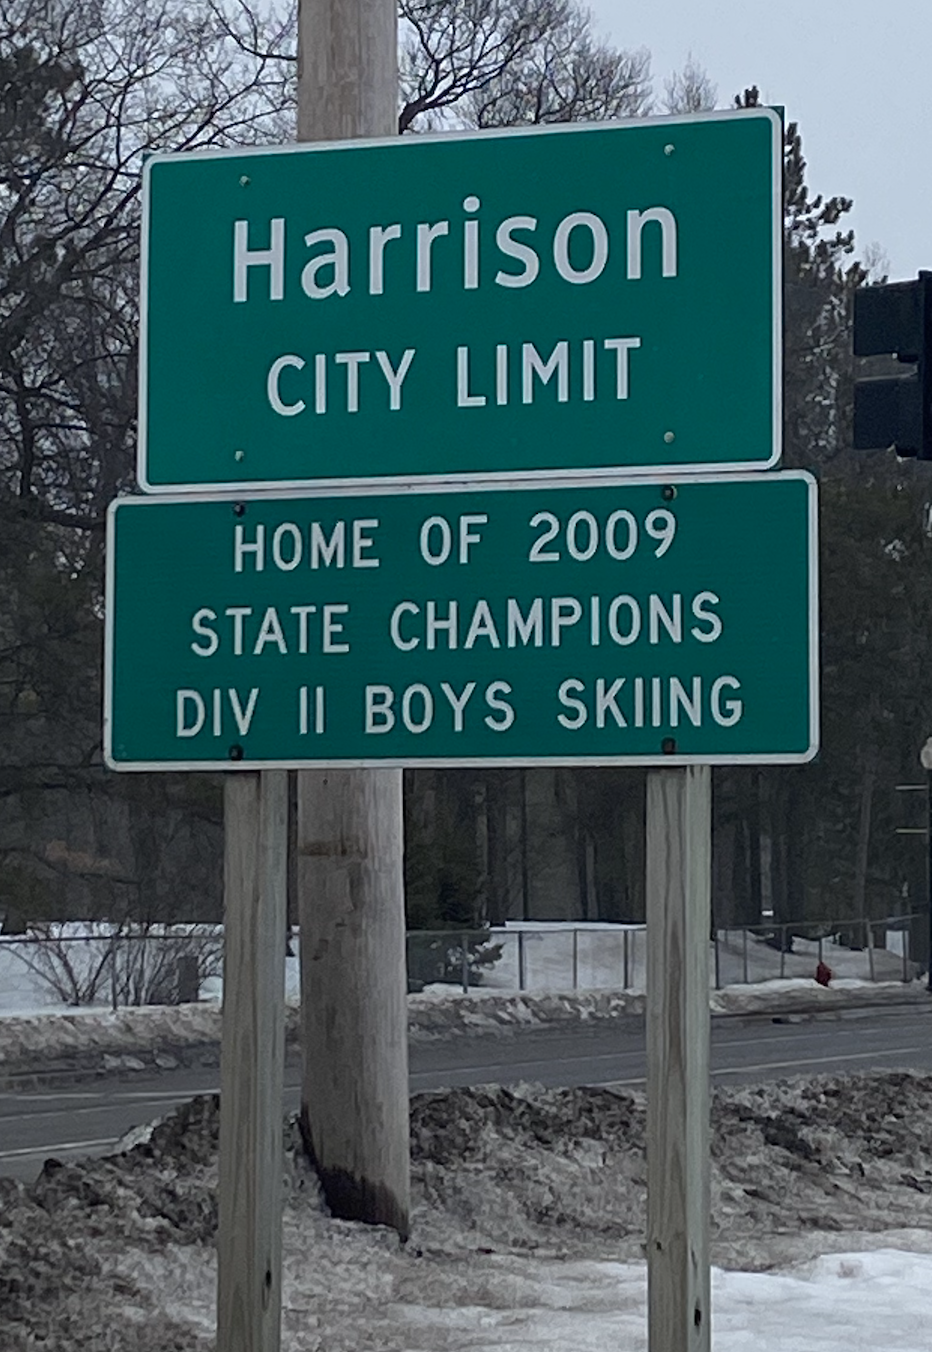 Harrison
CITY LIMIT
HOME OF 2009
STATE CHAMPIONS
DIV II BOYS SKIING